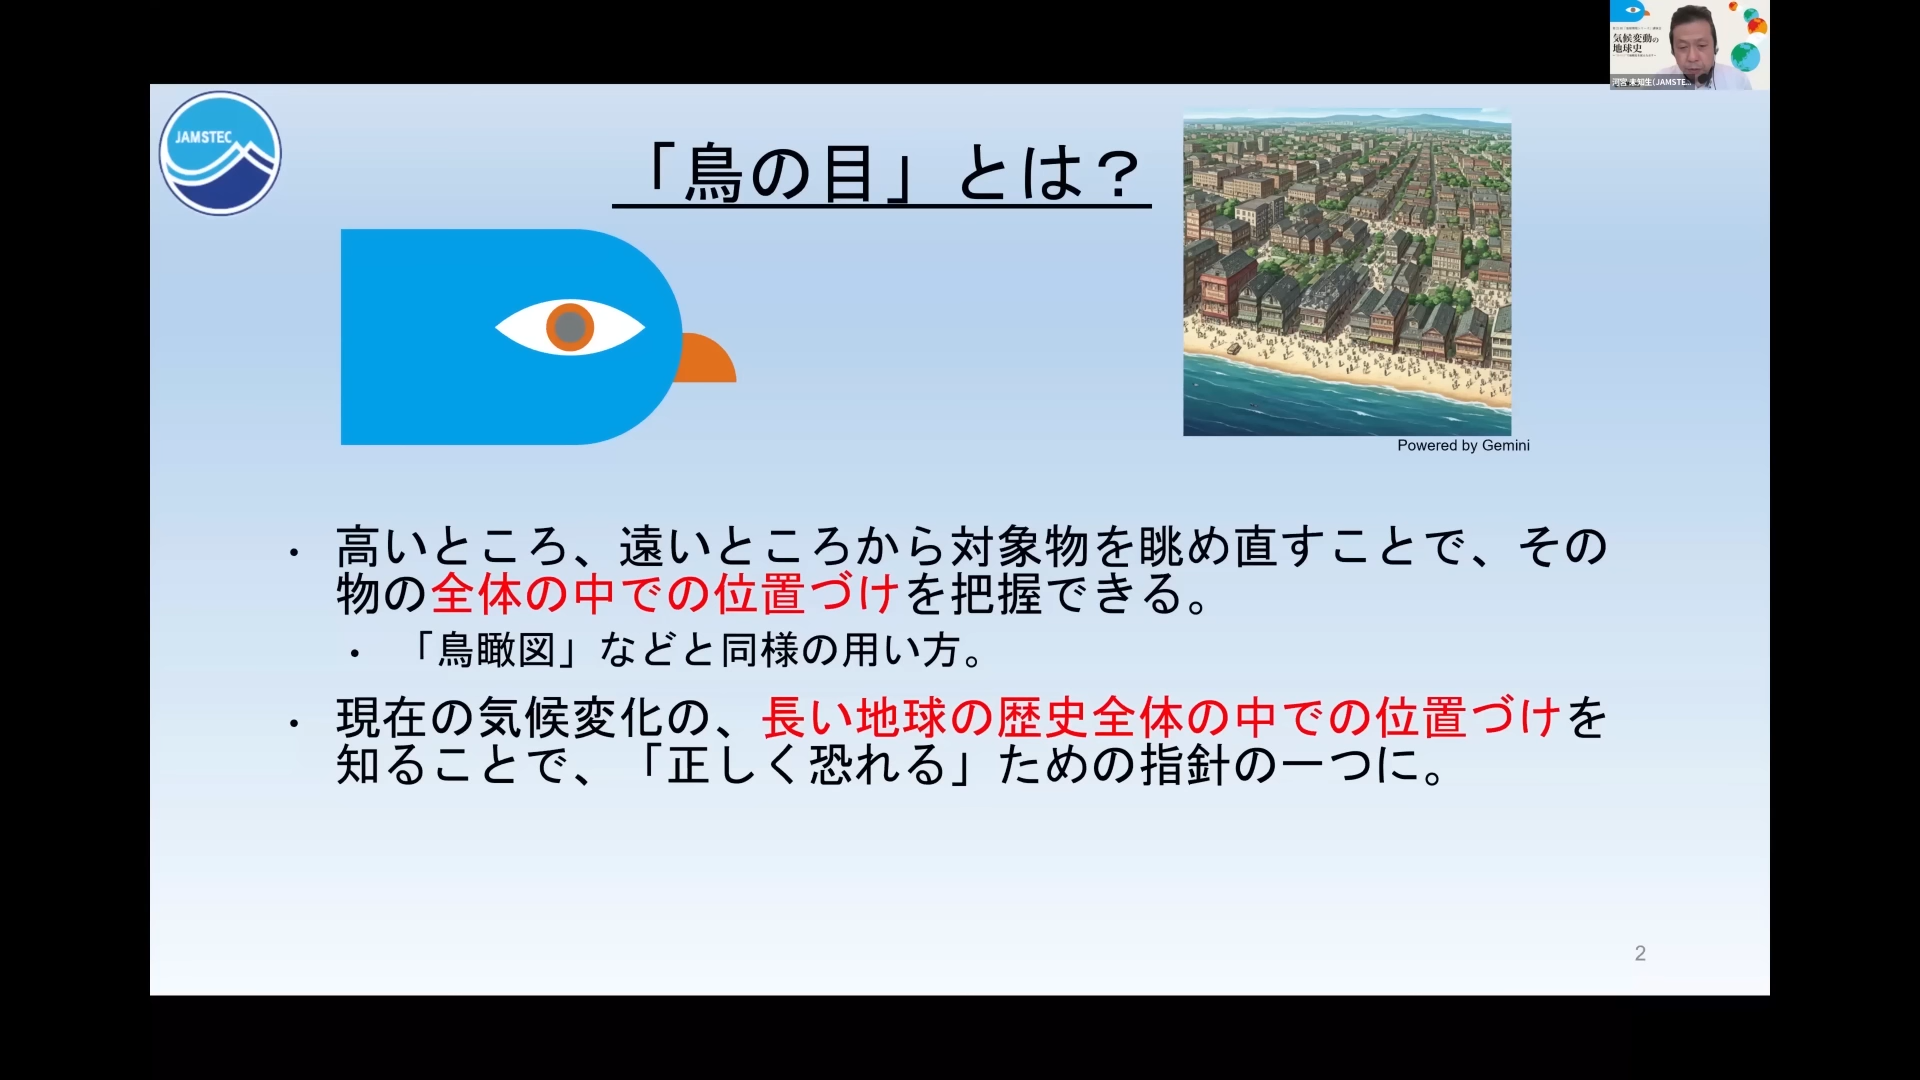 気候変動の
地球史
河宮 未知生(JAMSTE...
JAMSTEC
「鳥の目」とは？
Powered by Gemini
・ 高いところ、遠いところから対象物を眺め直すことで、その
物の全体の中での位置づけを把握できる。
・ 「鳥瞰図」などと同様の用い方。
・ 現在の気候変化の、長い地球の歴史全体の中での位置づけを
知ることで、「正しく恐れる」ための指針の一つに。
2